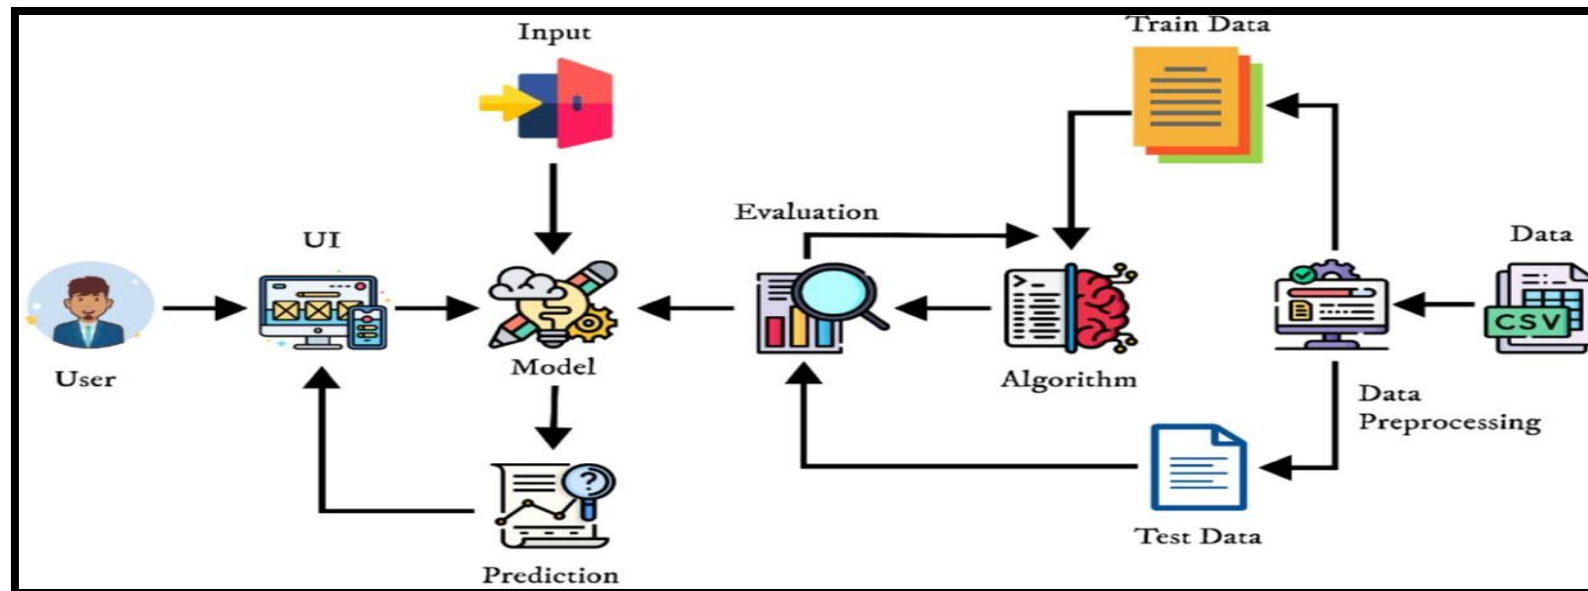 Input
Train Data
Evaluation
UI
Data
CSV
User
Model
Algorithm
Data
Preprocessing
Test Data
Prediction